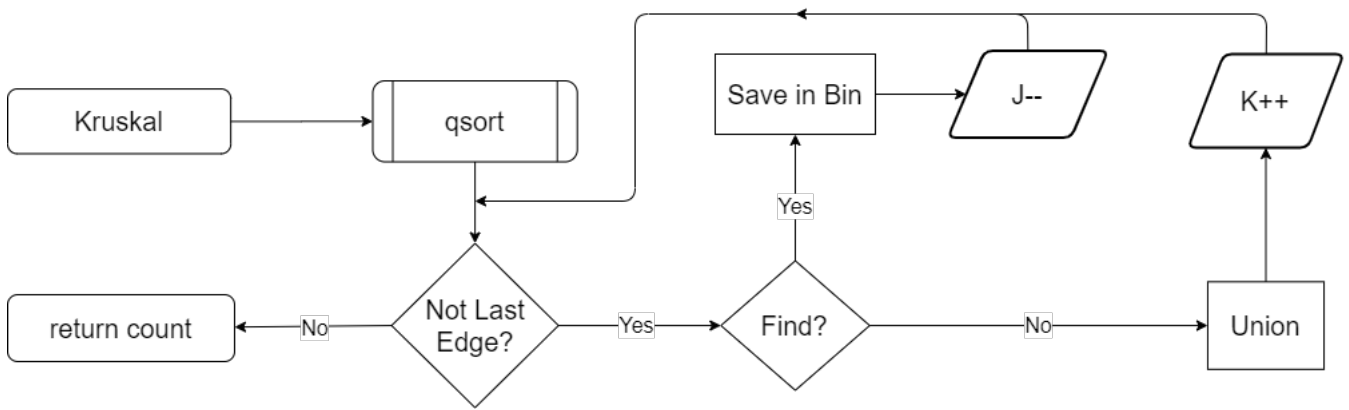 Kruskal
qsort
Save in Bin
J--
K++
Yes
return count
No
Not Last
Edge?
Yes
Find?
No
Union